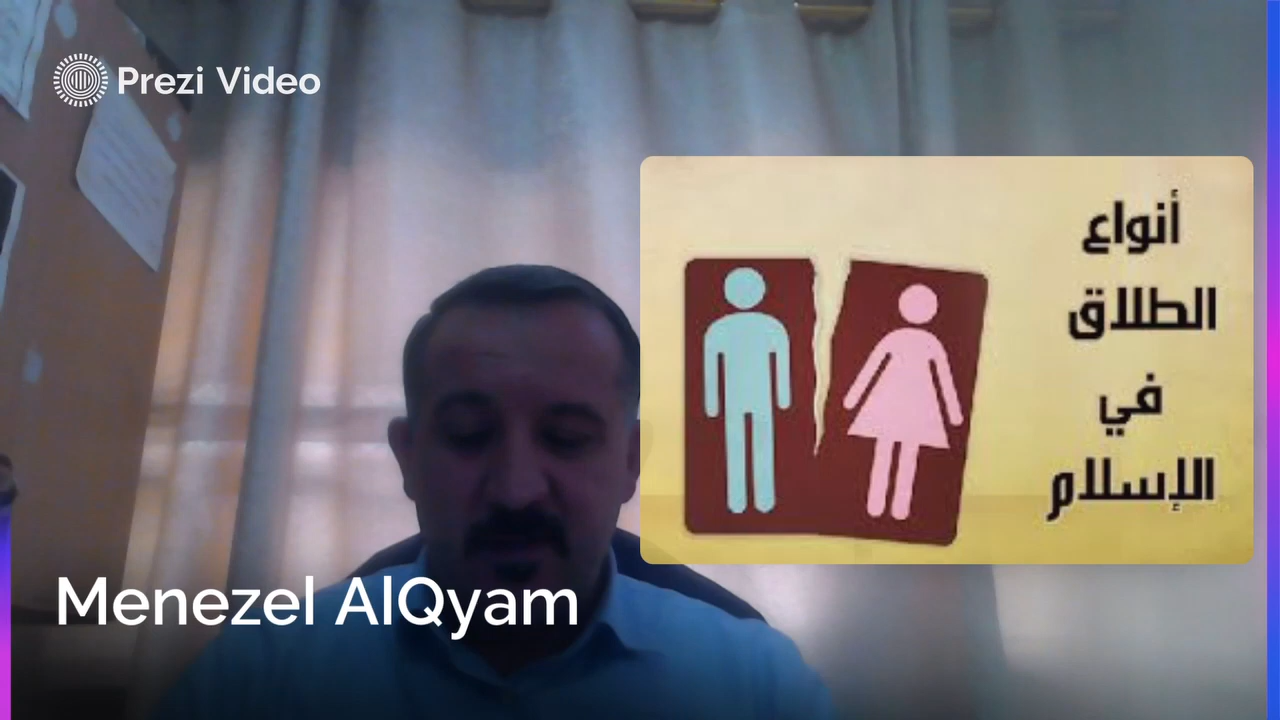 Prezi Video
أنواع
الطلاق
في
الإسلام
Menezel AlQyam